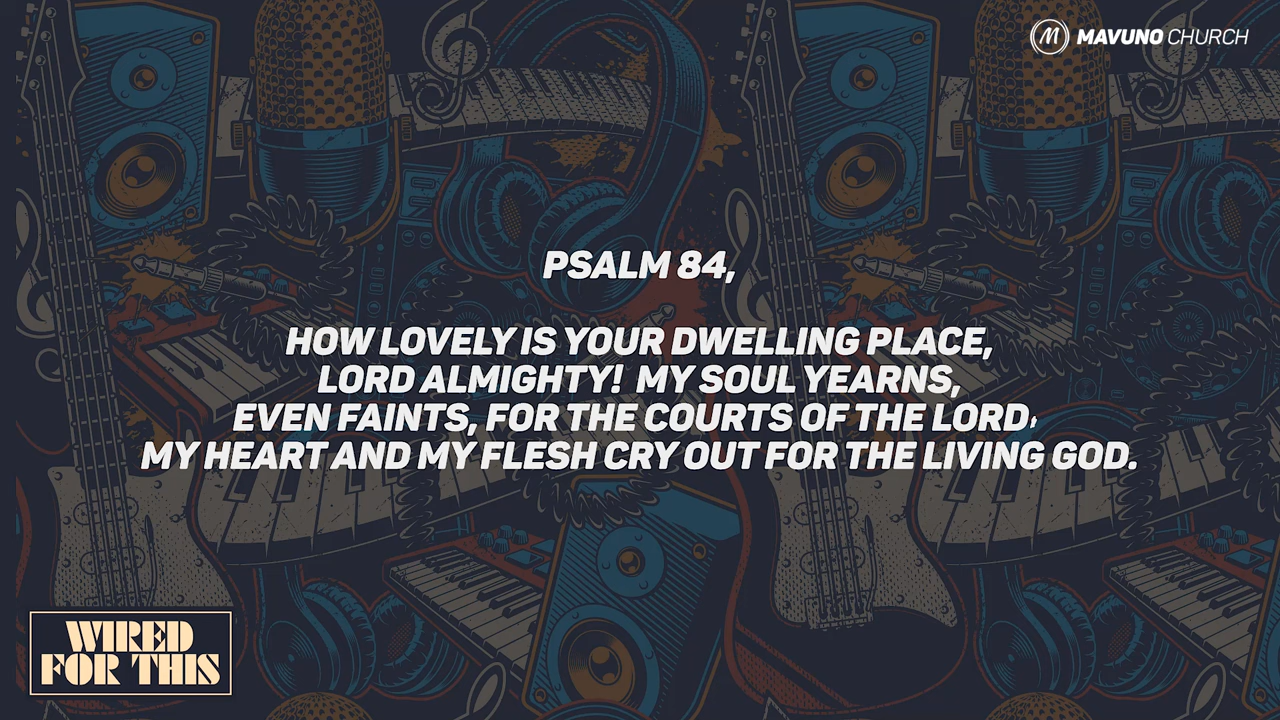 MAVUNO CHURCH
PSALM 84,
HOW LOVELY IS YOUR DWELLING PLACE,
LORD ALMIGHTY! MY SOUL YEARNS,
EVEN FAINTS, FOR THE COURTS OF THE LORD;
MY HEART AND MY FLESH CRY OUT FOR THE LIVING GOD.
WIRED
FOR THIS